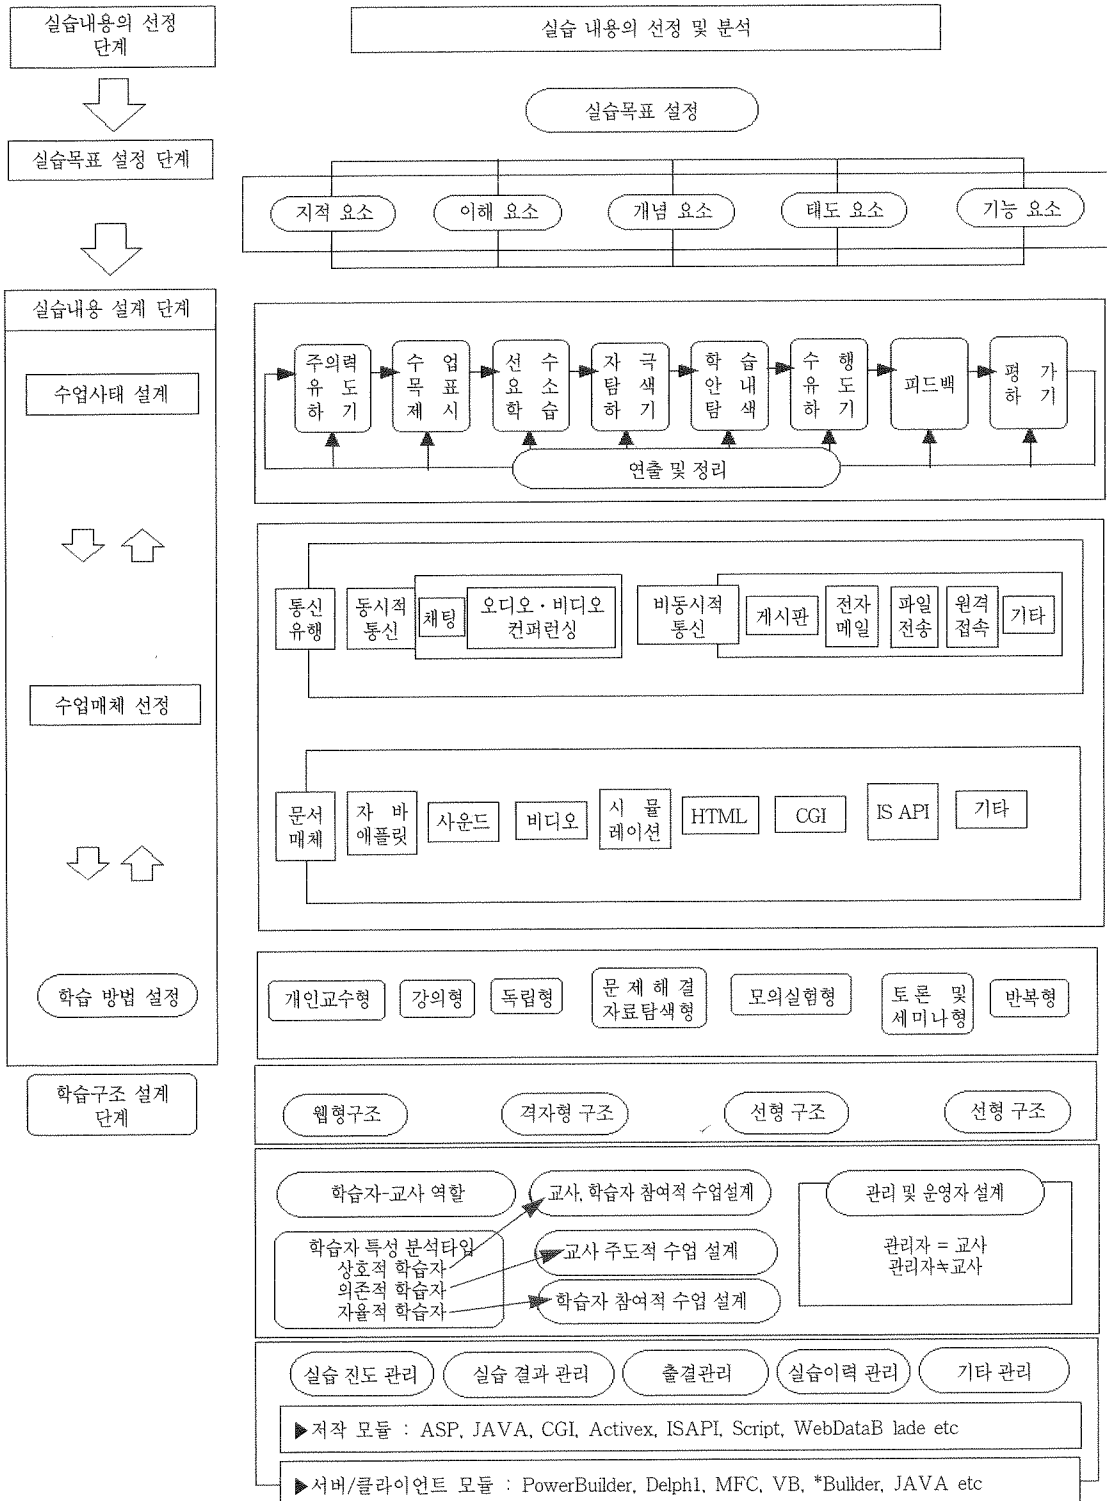 실습내용의 선정
단계
실습 내용의 선정 및 분석
실습목표 설정
실습목표 설정 단계
지적 요소
이해 요소
개념 요소
태도 요소
기능 요소
실습내용 설계 단계
수업사태 설계
주의력
유 도
하 기
수 업
목 표
제 시
선 수
요 소
학 습
자 극
탐 색
하 기
학 습
안 내
탐 색
수 행
유 도
하 기
피드백
평 가
하 기
연출 및 정리
통신
유행
동시적
통신
채팅
오디오·비디오
컨퍼런싱
비동시적
통신
게시판
전자
메일
파일
전송
원격
접속
기타
수업매체 선정
문서
매체
자 바
애플릿
사운드
비디오
시 뮬
레이션
HTML
CGI
IS API
기타
학습 방법 설정
개인교수형
강의형
독립형
문 제 해 결
자료탐색형
모의실험형
토론 및
세미나형
반복형
학습구조 설계
단계
웹형구조
격자형 구조
선형 구조
선형 구조
학습자-교사 역할
교사, 학습자 참여적 수업설계
관리 및 운영자 설계
학습자 특성 분석타입
상호적 학습자
의존적 학습자
자율적 학습자
교사 주도적 수업 설계
학습자 참여적 수업 설계
관리자 = 교사
관리자≠교사
실습 진도 관리
실습 결과 관리
출결관리
실습이력 관리
기타 관리
▶저작 모듈 : ASP, JAVA, CGI, Activex, ISAPI, Script, WebDataB lade etc
▶서버/클라이언트 모듈 : PowerBuilder, Delph1, MFC, VB, *Bullder, JAVA etc